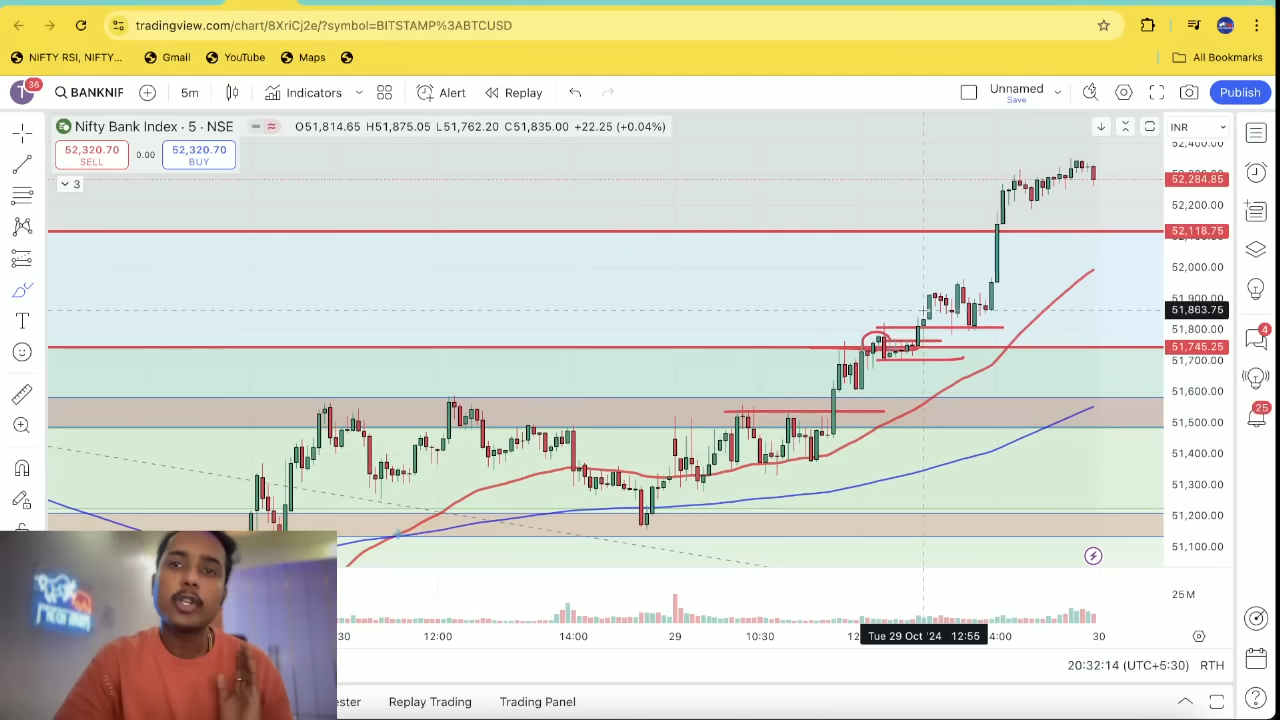 tradingview.com/chart/8XriCj2e/?symbol=BITSTAMP%3ABTCUSD
NIFTY RSI, NIFTY... Gmail YouTube Maps All Bookmarks
T 36 BANKNIF 5m Indicators Alert Replay Unnamed Save Publish
Nifty Bank Index · 5 · NSE O51,814.65 H51,875.05 L51,762.20 C51,835.00 +22.25 (+0.04%) INR
52,320.70 SELL 0.00 52,320.70 BUY
3
52,400.00
52,284.85
52,200.00
52,118.75
52,000.00
51,900.00
51,863.75
51,800.00
51,745.25
51,700.00
51,600.00
51,500.00
51,400.00
51,300.00
51,200.00
51,100.00
4
25
T
25 M
30 12:00 14:00 29 10:30 Tue 29 Oct '24 12:55 4:00 30
20:32:14 (UTC+5:30) RTH
ester Replay Trading Trading Panel